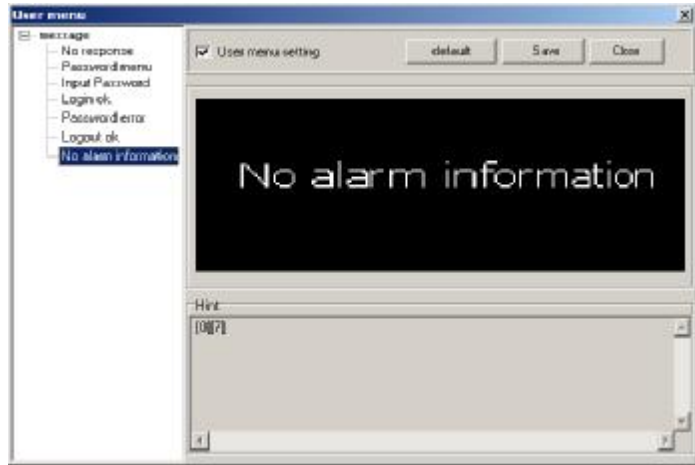 User menu
message
No response
Password menu
Input Password
Login ok
Password error
Logout ok
No alarm information
User menu setting
default
Save
Close
No alarm information
Hint
[0][7]